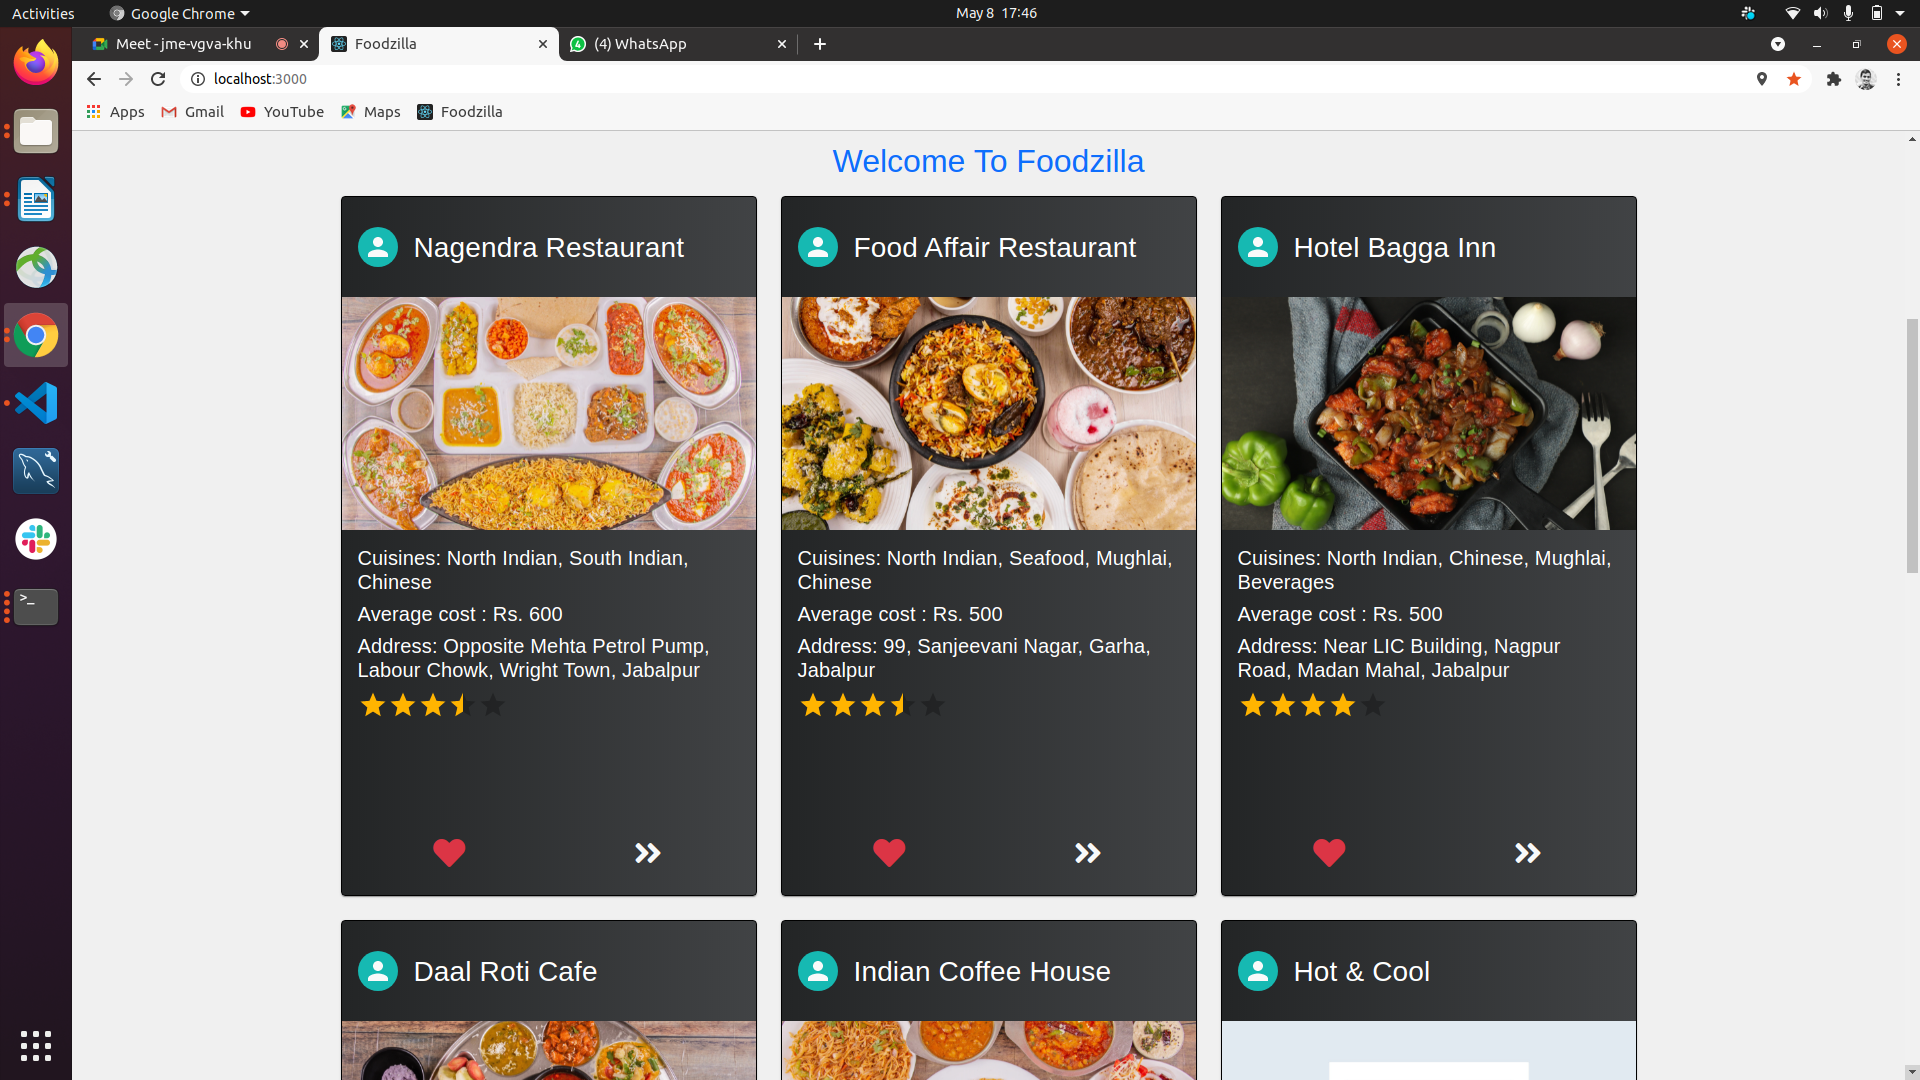 Activities
Google Chrome
May 8 17:46
Meet - jme-vgva-khu
Foodzilla
(4) WhatsApp
localhost:3000
Apps
Gmail
YouTube
Maps
Foodzilla
Welcome To Foodzilla
Nagendra Restaurant
Cuisines: North Indian, South Indian,
Chinese
Average cost : Rs. 600
Address: Opposite Mehta Petrol Pump,
Labour Chowk, Wright Town, Jabalpur
Food Affair Restaurant
Cuisines: North Indian, Seafood, Mughlai,
Chinese
Average cost : Rs. 500
Address: 99, Sanjeevani Nagar, Garha,
Jabalpur
Hotel Bagga Inn
Cuisines: North Indian, Chinese, Mughlai,
Beverages
Average cost : Rs. 500
Address: Near LIC Building, Nagpur
Road, Madan Mahal, Jabalpur
Daal Roti Cafe
Indian Coffee House
Hot & Cool